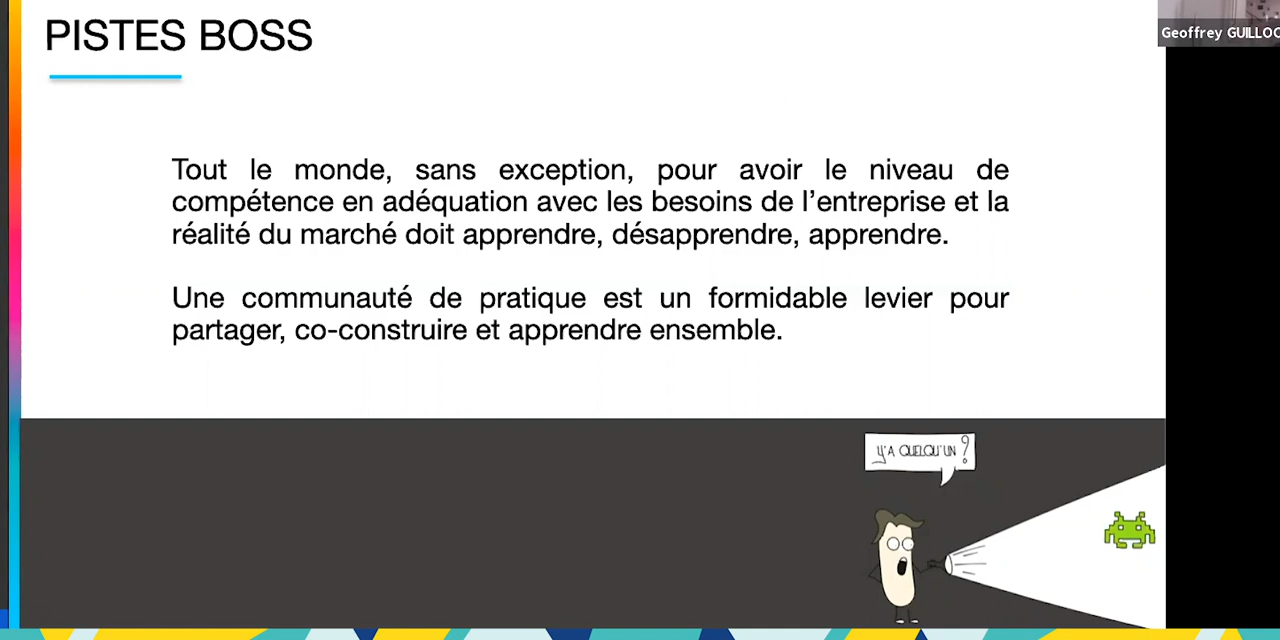 PISTES BOSS
Geoffrey GUILLOC
Tout le monde, sans exception, pour avoir le niveau de
compétence en adéquation avec les besoins de l’entreprise et la
réalité du marché doit apprendre, désapprendre, apprendre.
Une communauté de pratique est un formidable levier pour
partager, co-construire et apprendre ensemble.
Y'A QUELQU'UN ?